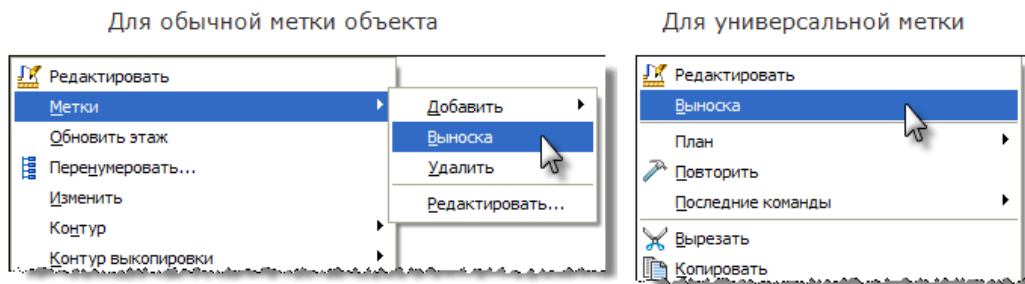 Для обычной метки объекта
Редактировать
Метки
Обновить этаж
Перенумеровать...
Изменить
Контур
Контур выкопировки
Добавить
Выноска
Удалить
Редактировать...
Для универсальной метки
Редактировать
Выноска
План
Повторить
Последние команды
Вырезать
Копировать